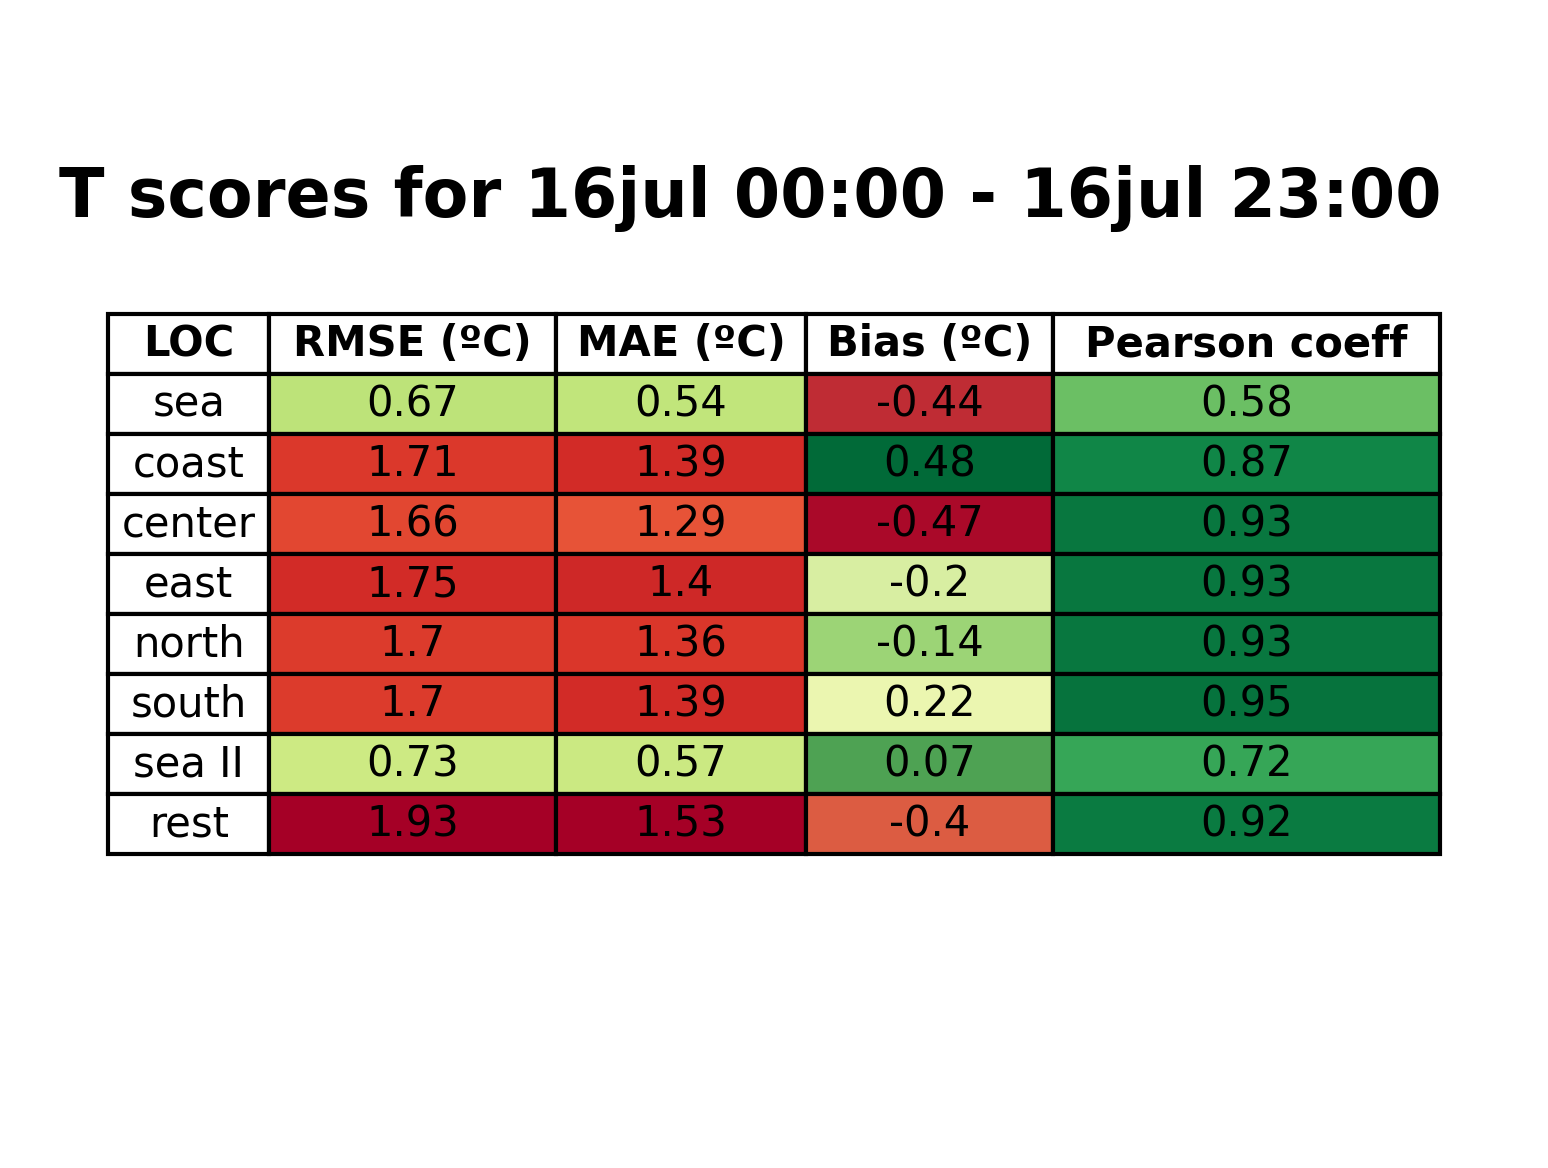 T scores for 16jul 00:00 - 16jul 23:00
LOC RMSE (ºC) MAE (ºC) Bias (ºC) Pearson coeff
sea 0.67 0.54 -0.44 0.58
coast 1.71 1.39 0.48 0.87
center 1.66 1.29 -0.47 0.93
east 1.75 1.4 -0.2 0.93
north 1.7 1.36 -0.14 0.93
south 1.7 1.39 0.22 0.95
sea II 0.73 0.57 0.07 0.72
rest 1.93 1.53 -0.4 0.92